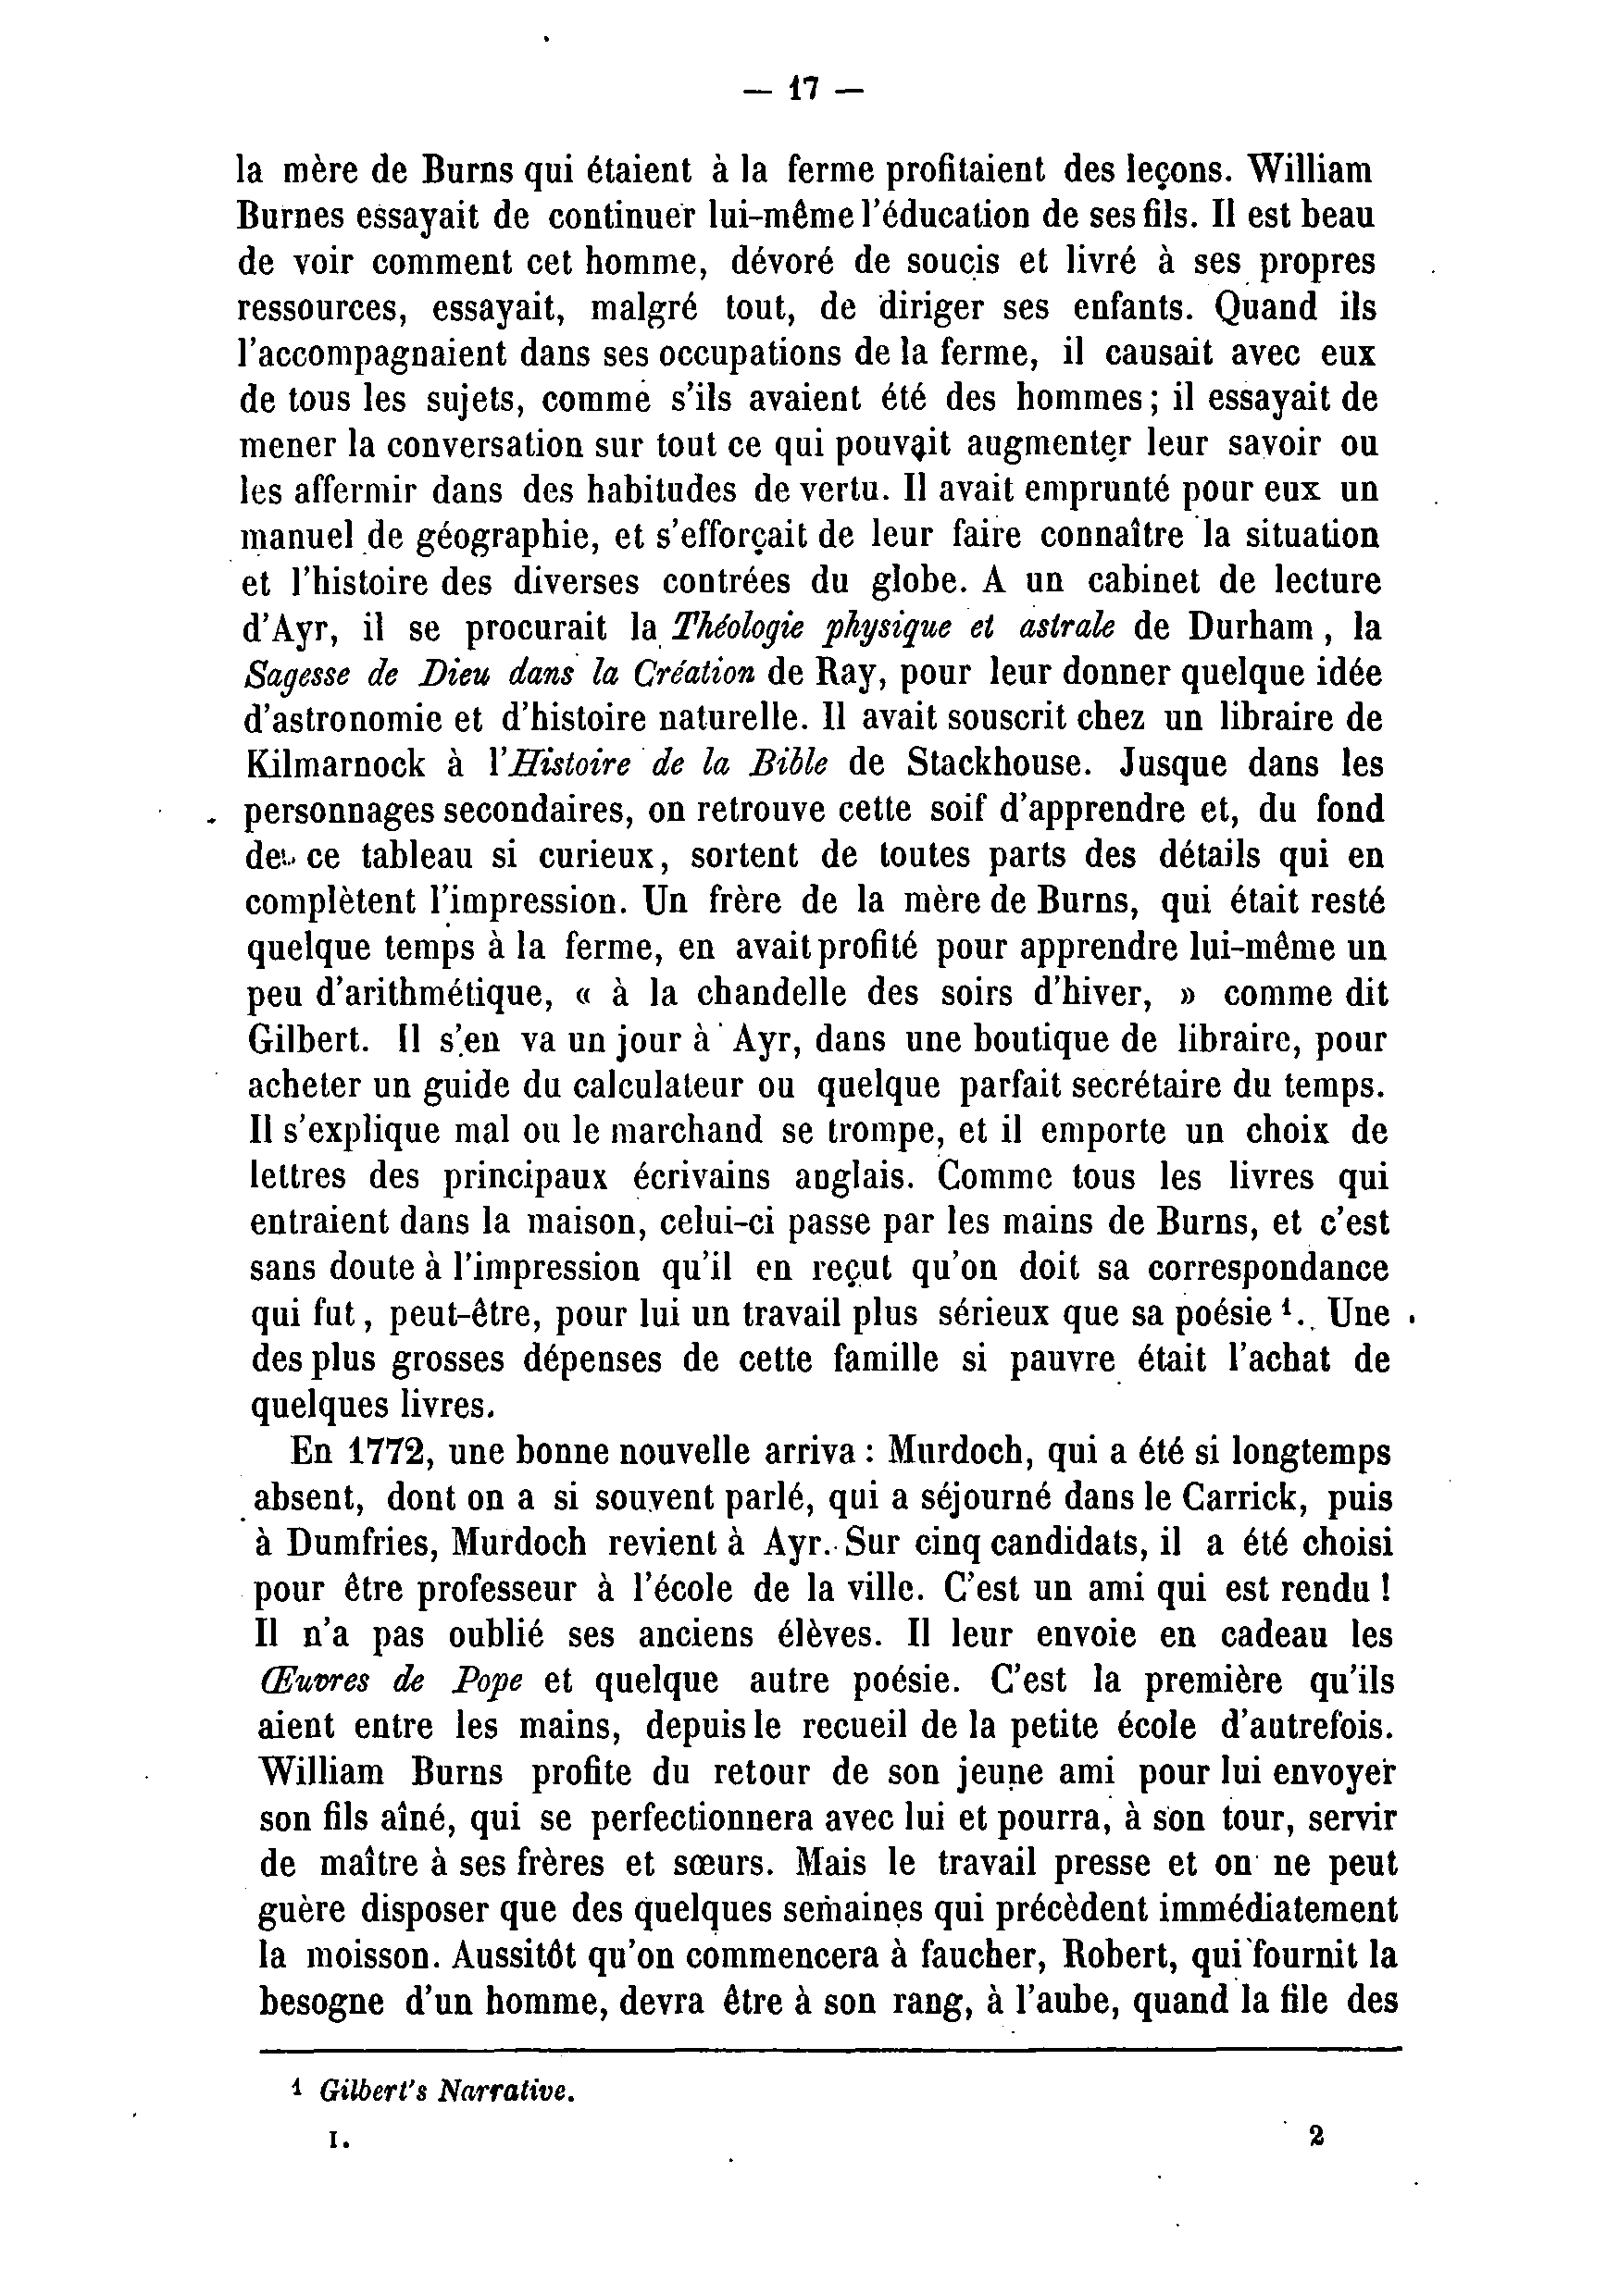 — 17 —
la mère de Burns qui étaient à la ferme profitaient des leçons. William
Burnes essayait de continuer lui-même l'éducation de ses fils. Il est beau
de voir comment cet homme, dévoré de soucis et livré à ses propres
ressources, essayait, malgré tout, de diriger ses enfants. Quand ils
l'accompagnaient dans ses occupations de la ferme, il causait avec eux
de tous les sujets, comme s'ils avaient été des hommes; il essayait de
mener la conversation sur tout ce qui pouvait augmenter leur savoir ou
les affermir dans des habitudes de vertu. Il avait emprunté pour eux un
manuel de géographie, et s'efforçait de leur faire connaître la situation
et l'histoire des diverses contrées du globe. A un cabinet de lecture
d'Ayr, il se procurait la Théologie physique et astrale de Durham, la
Sagesse de Dieu dans la Création de Ray, pour leur donner quelque idée
d'astronomie et d'histoire naturelle. Il avait souscrit chez un libraire de
Kilmarnock à l'Histoire de la Bible de Stackhouse. Jusque dans les
personnages secondaires, on retrouve cette soif d'apprendre et, du fond
de ce tableau si curieux, sortent de toutes parts des détails qui en
complètent l'impression. Un frère de la mère de Burns, qui était resté
quelque temps à la ferme, en avait profité pour apprendre lui-même un
peu d'arithmétique, « à la chandelle des soirs d'hiver, » comme dit
Gilbert. Il s'en va un jour à Ayr, dans une boutique de libraire, pour
acheter un guide du calculateur ou quelque parfait secrétaire du temps.
Il s'explique mal ou le marchand se trompe, et il emporte un choix de
lettres des principaux écrivains anglais. Comme tous les livres qui
entraient dans la maison, celui-ci passe par les mains de Burns, et c'est
sans doute à l'impression qu'il en reçut qu'on doit sa correspondance
qui fut, peut-être, pour lui un travail plus sérieux que sa poésie ¹. Une
des plus grosses dépenses de cette famille si pauvre était l'achat de
quelques livres.
En 1772, une bonne nouvelle arriva : Murdoch, qui a été si longtemps
absent, dont on a si souvent parlé, qui a séjourné dans le Carrick, puis
à Dumfries, Murdoch revient à Ayr. Sur cinq candidats, il a été choisi
pour être professeur à l'école de la ville. C'est un ami qui est rendu !
Il n'a pas oublié ses anciens élèves. Il leur envoie en cadeau les
Œuvres de Pope et quelque autre poésie. C'est la première qu'ils
aient entre les mains, depuis le recueil de la petite école d'autrefois.
William Burns profite du retour de son jeune ami pour lui envoyer
son fils aîné, qui se perfectionnera avec lui et pourra, à son tour, servir
de maître à ses frères et sœurs. Mais le travail presse et on ne peut
guère disposer que des quelques semaines qui précèdent immédiatement
la moisson. Aussitôt qu'on commencera à faucher, Robert, qui fournit la
besogne d'un homme, devra être à son rang, à l'aube, quand la file des
¹ Gilbert's Narrative.
I. 2